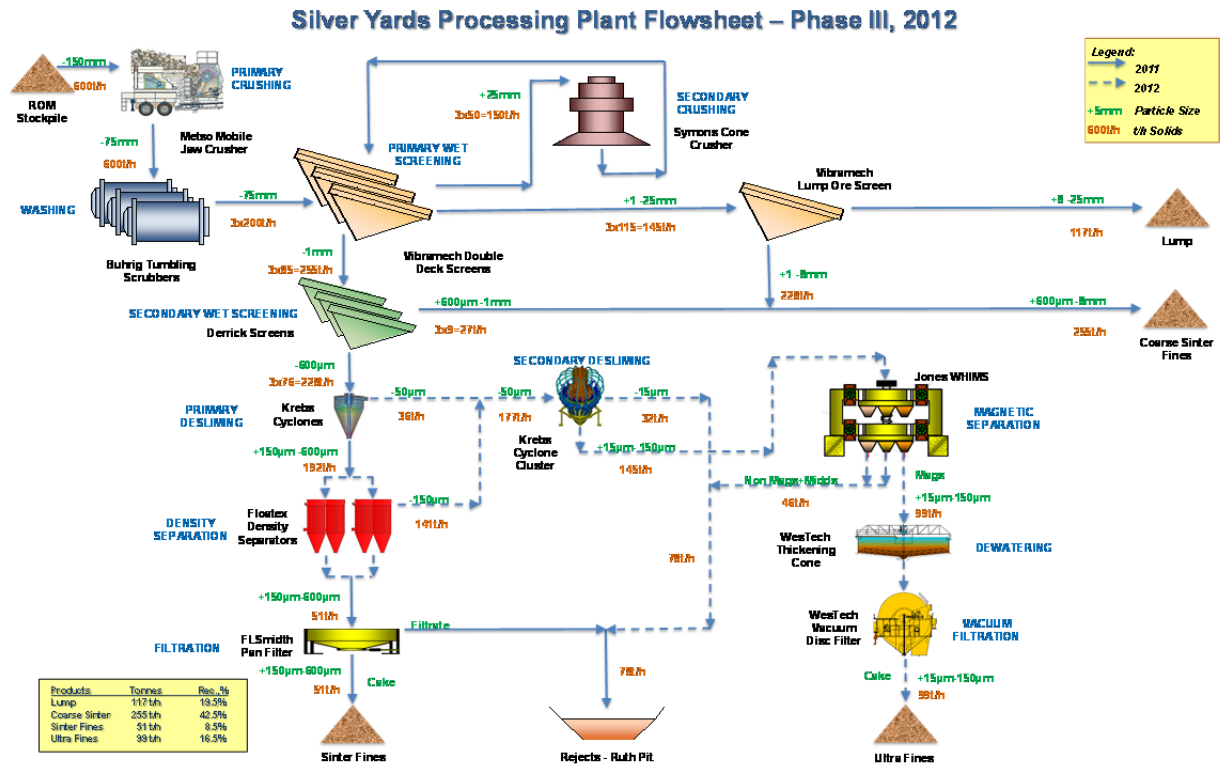 Silver Yards Processing Plant Flowsheet – Phase III, 2012
Legend:
2011
2012
+5mm Particle Size
600t/h t/h Solids
-150mm
600t/h
ROM
Stockpile
PRIMARY
CRUSHING
Metso Mobile
Jaw Crusher
-75mm
600t/h
WASHING
Buhrig Tumbling
Scrubbers
-75mm
3x200t/h
PRIMARY WET
SCREENING
+25mm
3x50=150t/h
SECONDARY
CRUSHING
Symons Cone
Crusher
Vibramech
Lump Ore Screen
+1 -25mm
3x115=145t/h
+8 -25mm
117t/h
Lump
-1mm
3x85=255t/h
Vibramech Double
Deck Screens
+1 -8mm
228t/h
SECONDARY WET SCREENING
Derrick Screens
+600µm -1mm
3x9=27t/h
+600µm -8mm
255t/h
Coarse Sinter
Fines
-600µm
3x76=228t/h
PRIMARY
DESLIMING
Krebs
Cyclones
-50µm
36t/h
-50µm
177t/h
SECONDARY DESLIMING
Krebs
Cyclone
Cluster
-15µm
32t/h
+15µm-150µm
145t/h
Jones WHIMS
MAGNETIC
SEPARATION
+150µm -600µm
192t/h
DENSITY
SEPARATION
Floatex
Density
Separators
-150µm
141t/h
Non Mags+Midds
46t/h
Mags
+15µm-150µm
99t/h
WesTech
Thickening
Cone
DEWATERING
78t/h
+150µm-600µm
51t/h
FILTRATION
FLSmidth
Pan Filter
Filtrate
WesTech
Vacuum
Disc Filter
VACUUM
FILTRATION
+150µm-600µm
51t/h
Cake
78t/h
Cake
+15µm-150µm
99t/h
Products Tonnes Rec.,%
Lump 117t/h 19.5%
Coarse Sinter 255t/h 42.5%
Sinter Fines 51t/h 8.5%
Ultra Fines 99t/h 16.5%
Sinter Fines
Rejects - Ruth Pit
Ultra Fines